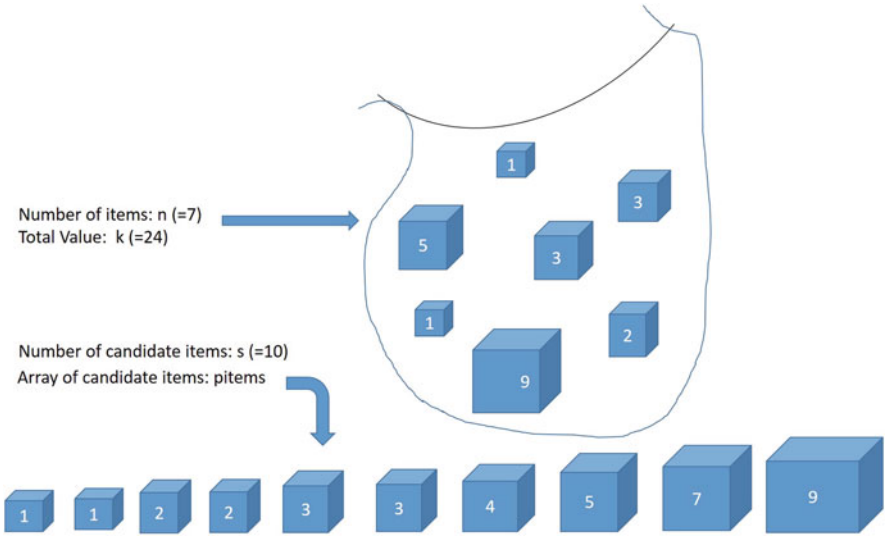 1
3
Number of items: n (=7)
Total Value: k (=24)
5
3
1
2
Number of candidate items: s (=10)
Array of candidate items: pitems
9
1 1 2 2 3 3 4 5 7 9